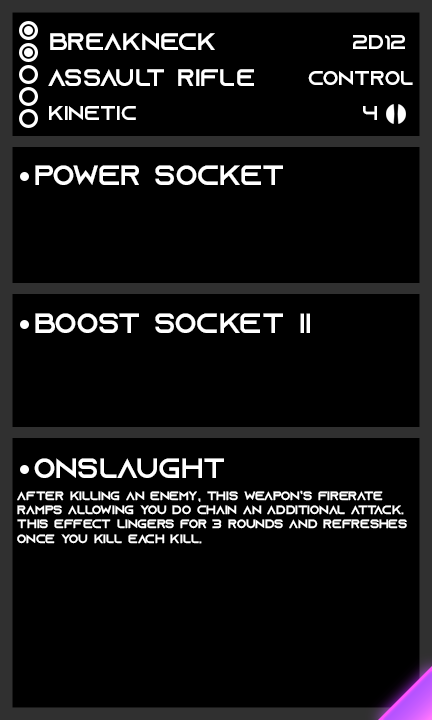 BREAKNECK 2D12
ASSAULT RIFLE CONTROL
KINETIC 4
•POWER SOCKET
•BOOST SOCKET II
•ONSLAUGHT
AFTER KILLING AN ENEMY, THIS WEAPON'S FIRERATE
RAMPS ALLOWING YOU DO CHAIN AN ADDITIONAL ATTACK.
THIS EFFECT LINGERS FOR 3 ROUNDS AND REFRESHES
ONCE YOU KILL EACH KILL.